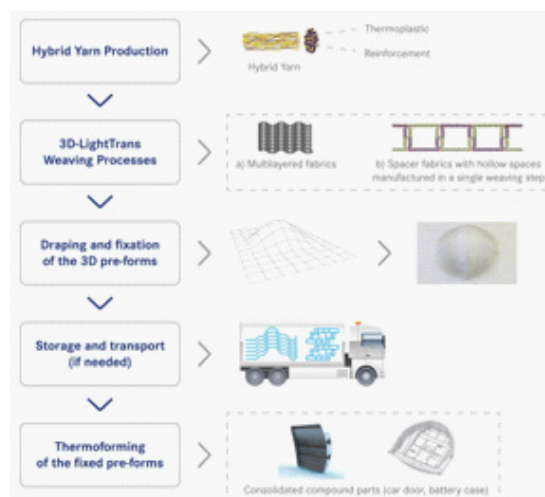 Hybrid Yarn Production
Thermoplastic
Reinforcement
Hybrid Yarn
3D-LightTrans
Weaving Processes
a) Multilayered fabrics
b) Spacer fabrics with hollow spaces
manufactured in a single weaving step
Draping and fixation
of the 3D pre-forms
Storage and transport
(if needed)
Thermoforming
of the fixed pre-forms
Consolidated compound parts (car door, battery case)